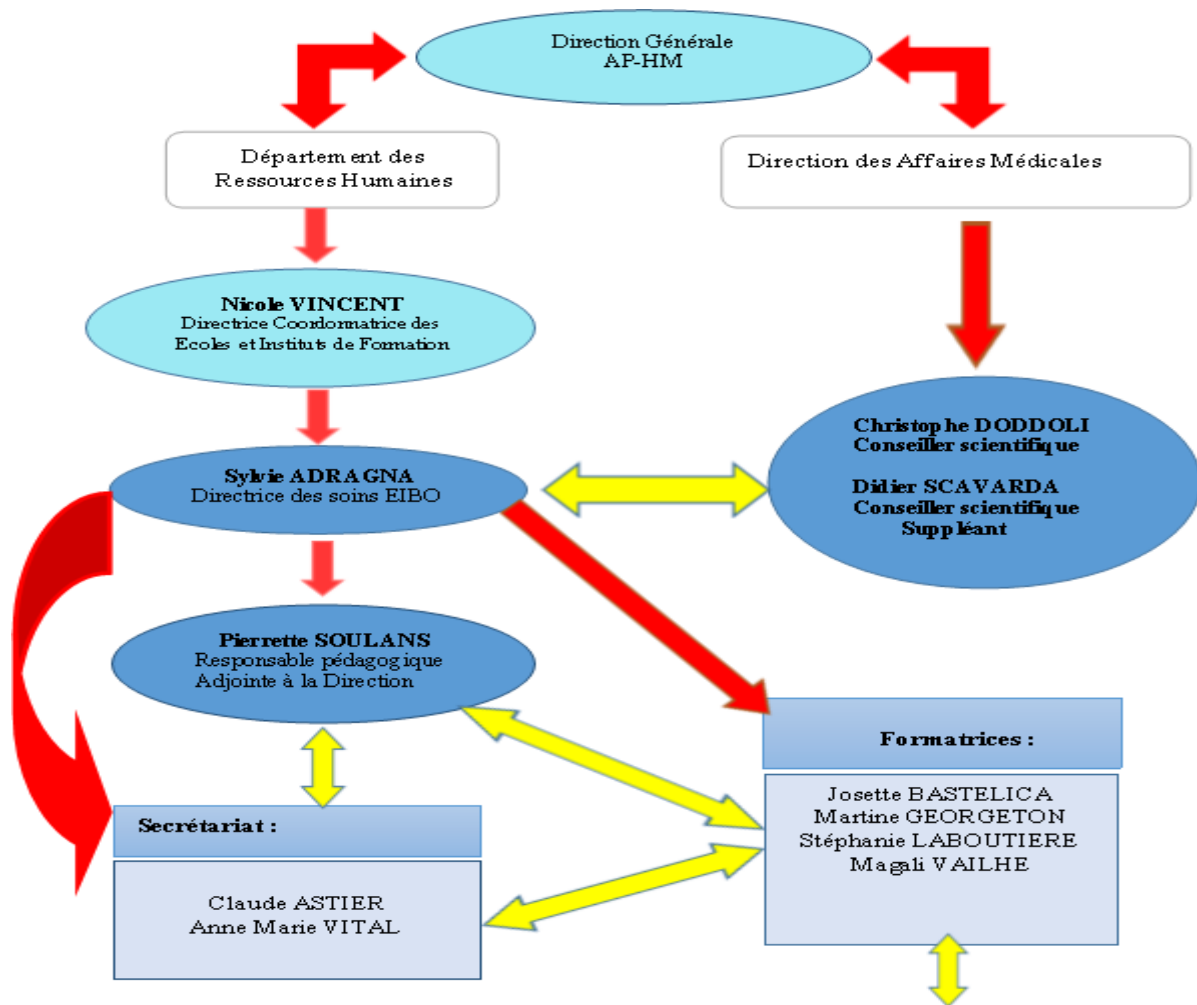 Direction Générale
AP-HM
Département des
Ressources Humaines
Direction des Affaires Médicales
Nicole VINCENT
Directrice Coordonnatrice des
Ecoles et Instituts de Formation
Sylvie ADRAGNA
Directrice des soins EIBO
Christophe DODDOLI
Conseiller scientifique
Didier SCAVARDA
Conseiller scientifique
Suppléant
Pierrette SOULANS
Responsable pédagogique
Adjointe à la Direction
Formatrices :
Josette BASTELICA
Martine GEORGETON
Stéphanie LABOUTIERE
Magali VAILHE
Secrétariat :
Claude ASTIER
Anne Marie VITAL